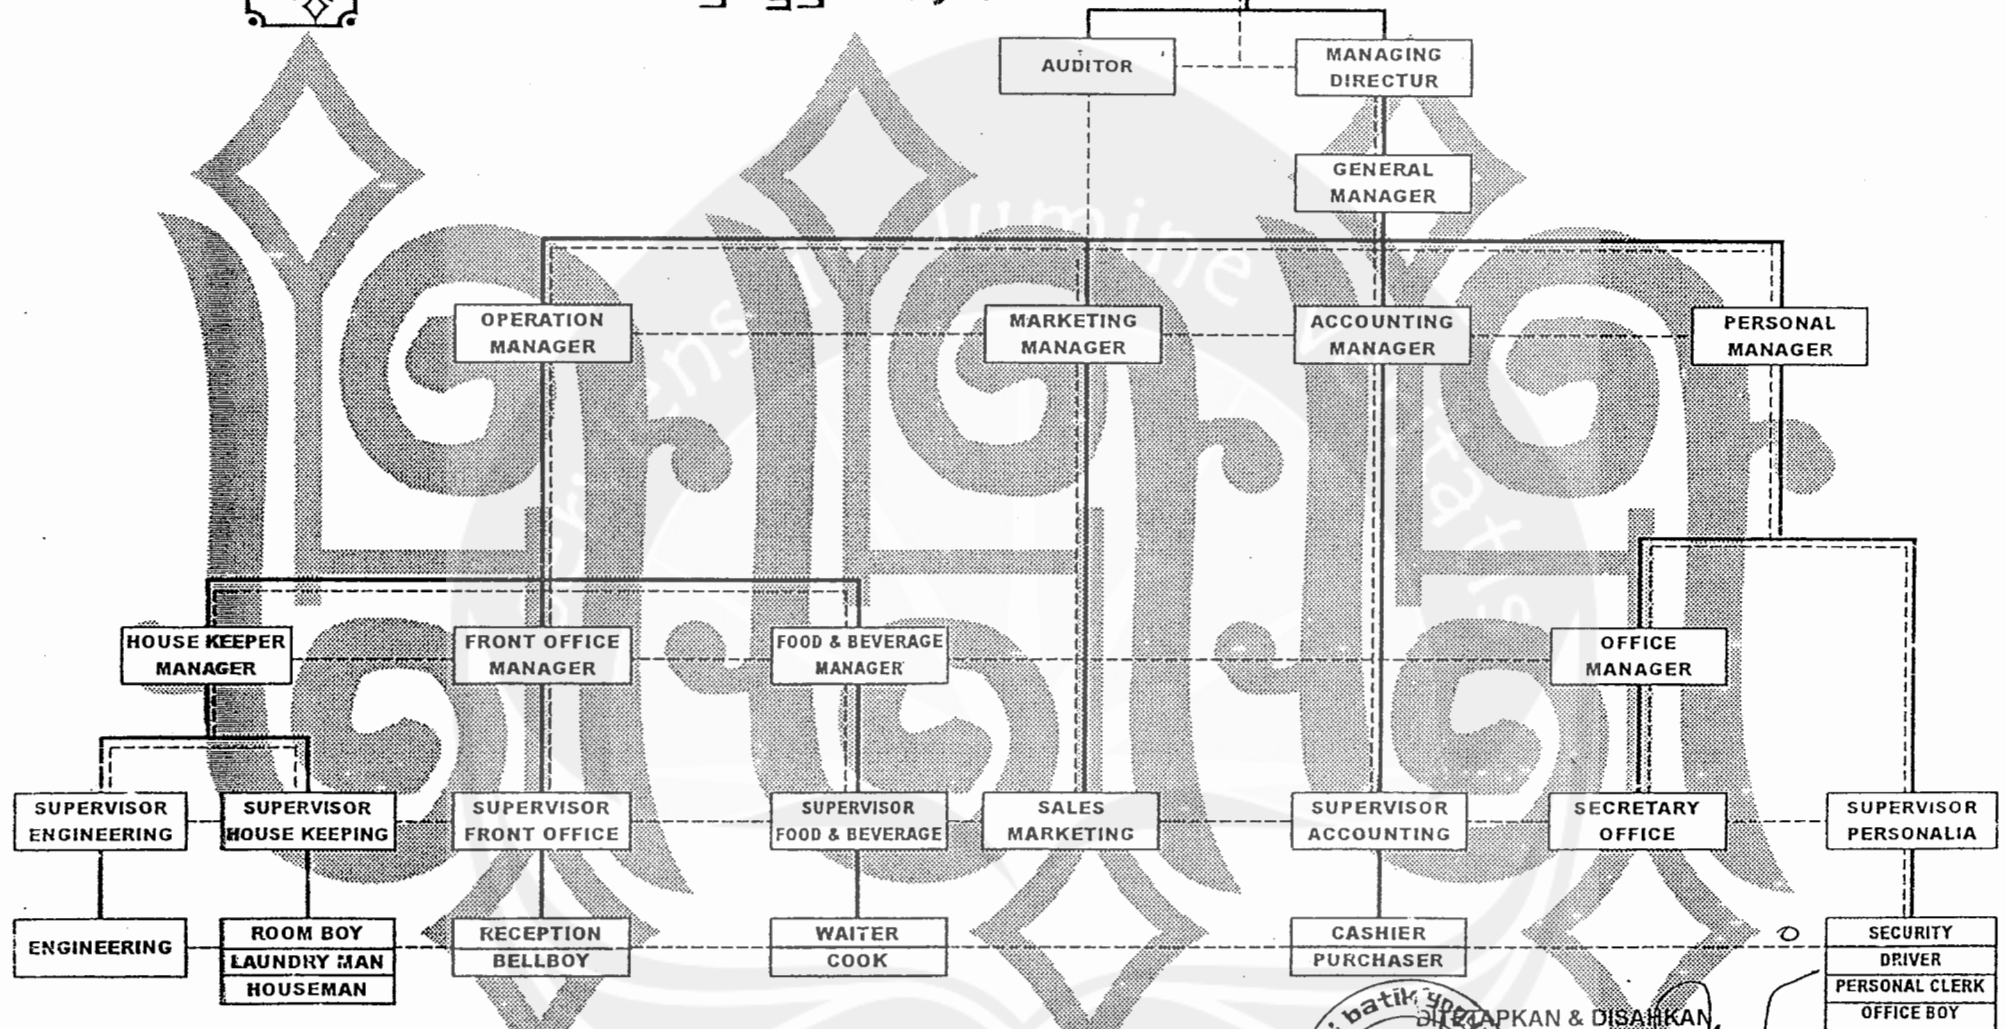 AUDITOR
MANAGING
DIRECTUR
GENERAL
MANAGER
OPERATION
MANAGER
MARKETING
MANAGER
ACCOUNTING
MANAGER
PERSONAL
MANAGER
HOUSE KEEPER
MANAGER
FRONT OFFICE
MANAGER
FOOD & BEVERAGE
MANAGER
OFFICE
MANAGER
SUPERVISOR
ENGINEERING
SUPERVISOR
HOUSE KEEPING
SUPERVISOR
FRONT OFFICE
SUPERVISOR
FOOD & BEVERAGE
SALES
MARKETING
SUPERVISOR
ACCOUNTING
SECRETARY
OFFICE
SUPERVISOR
PERSONALIA
ENGINEERING
ROOM BOY
LAUNDRY MAN
HOUSEMAN
RECEPTION
BELLBOY
WAITER
COOK
CASHIER
PURCHASER
SECURITY
DRIVER
PERSONAL CLERK
OFFICE BOY
batik
DITETAPKAN & DISAHKAN
lumine